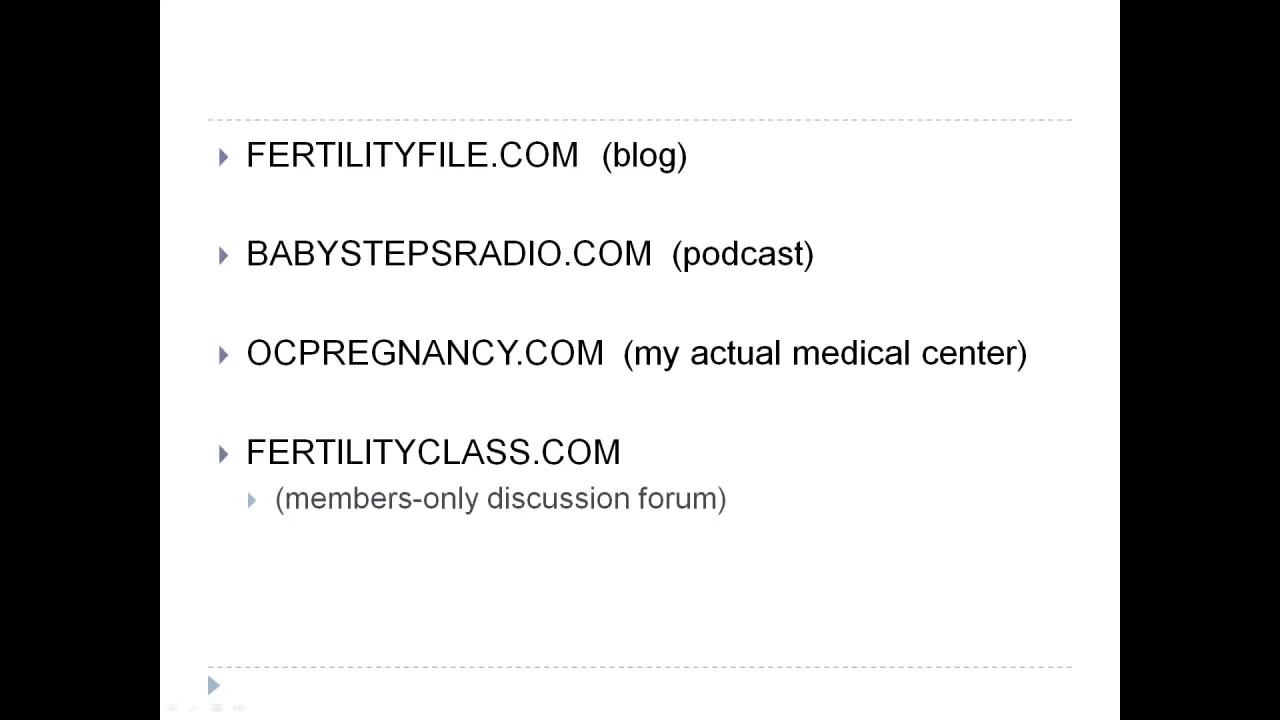 FERTILITYFILE.COM (blog)
BABYSTEPSRADIO.COM (podcast)
OCPREGNANCY.COM (my actual medical center)
FERTILITYCLASS.COM
(members-only discussion forum)